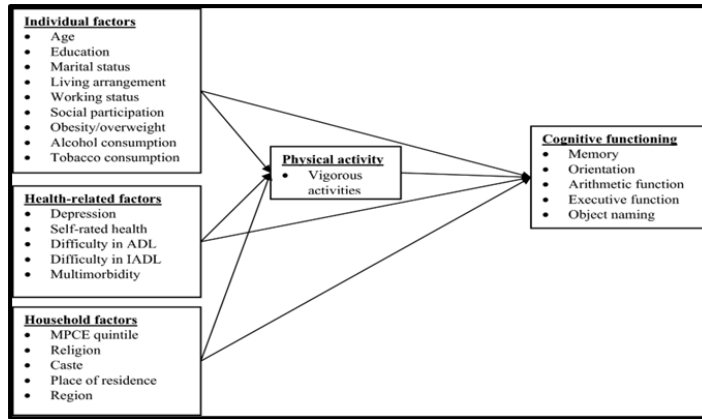 Individual factors
• Age
• Education
• Marital status
• Living arrangement
• Working status
• Social participation
• Obesity/overweight
• Alcohol consumption
• Tobacco consumption
Health-related factors
• Depression
• Self-rated health
• Difficulty in ADL
• Difficulty in IADL
• Multimorbidity
Household factors
• MPCE quintile
• Religion
• Caste
• Place of residence
• Region
Physical activity
• Vigorous
activities
Cognitive functioning
• Memory
• Orientation
• Arithmetic function
• Executive function
• Object naming